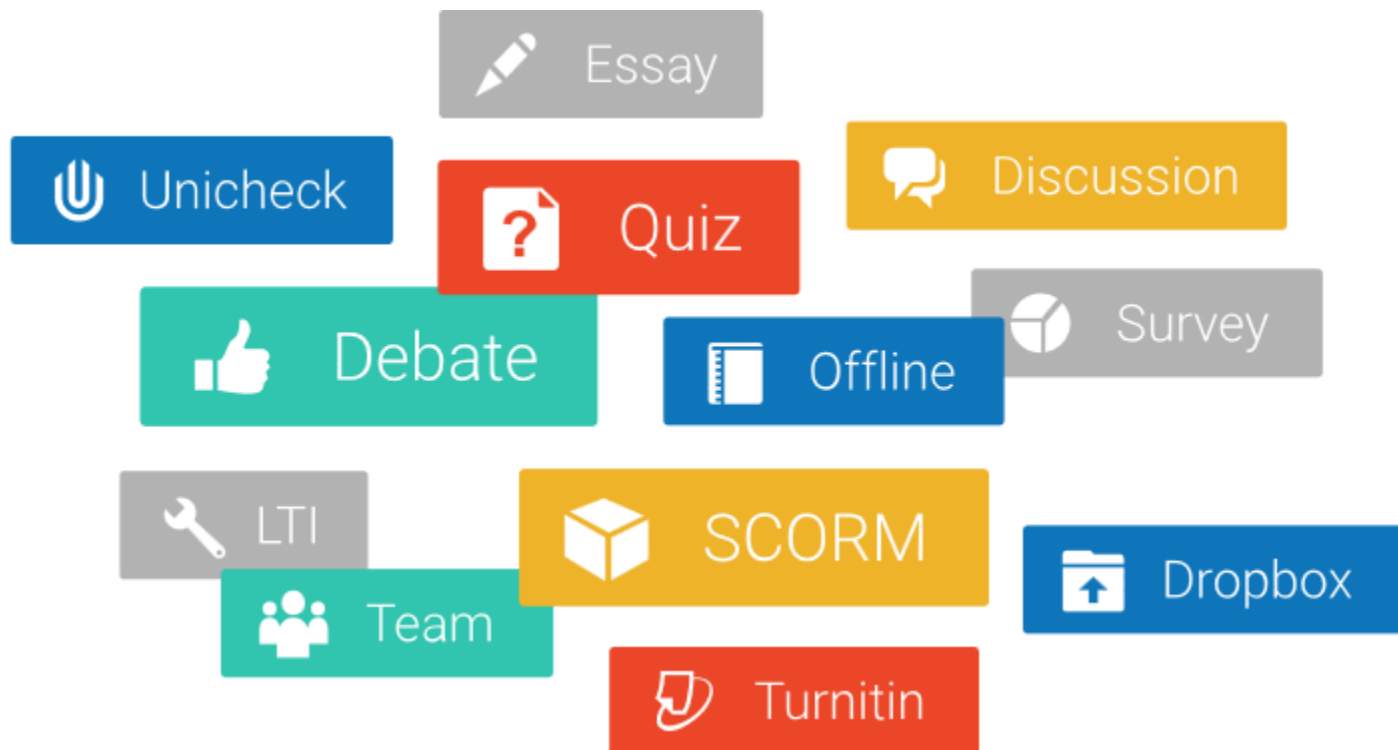 Essay
Unicheck
Discussion
Quiz
Survey
Debate
Offline
LTI
SCORM
Dropbox
Team
Turnitin